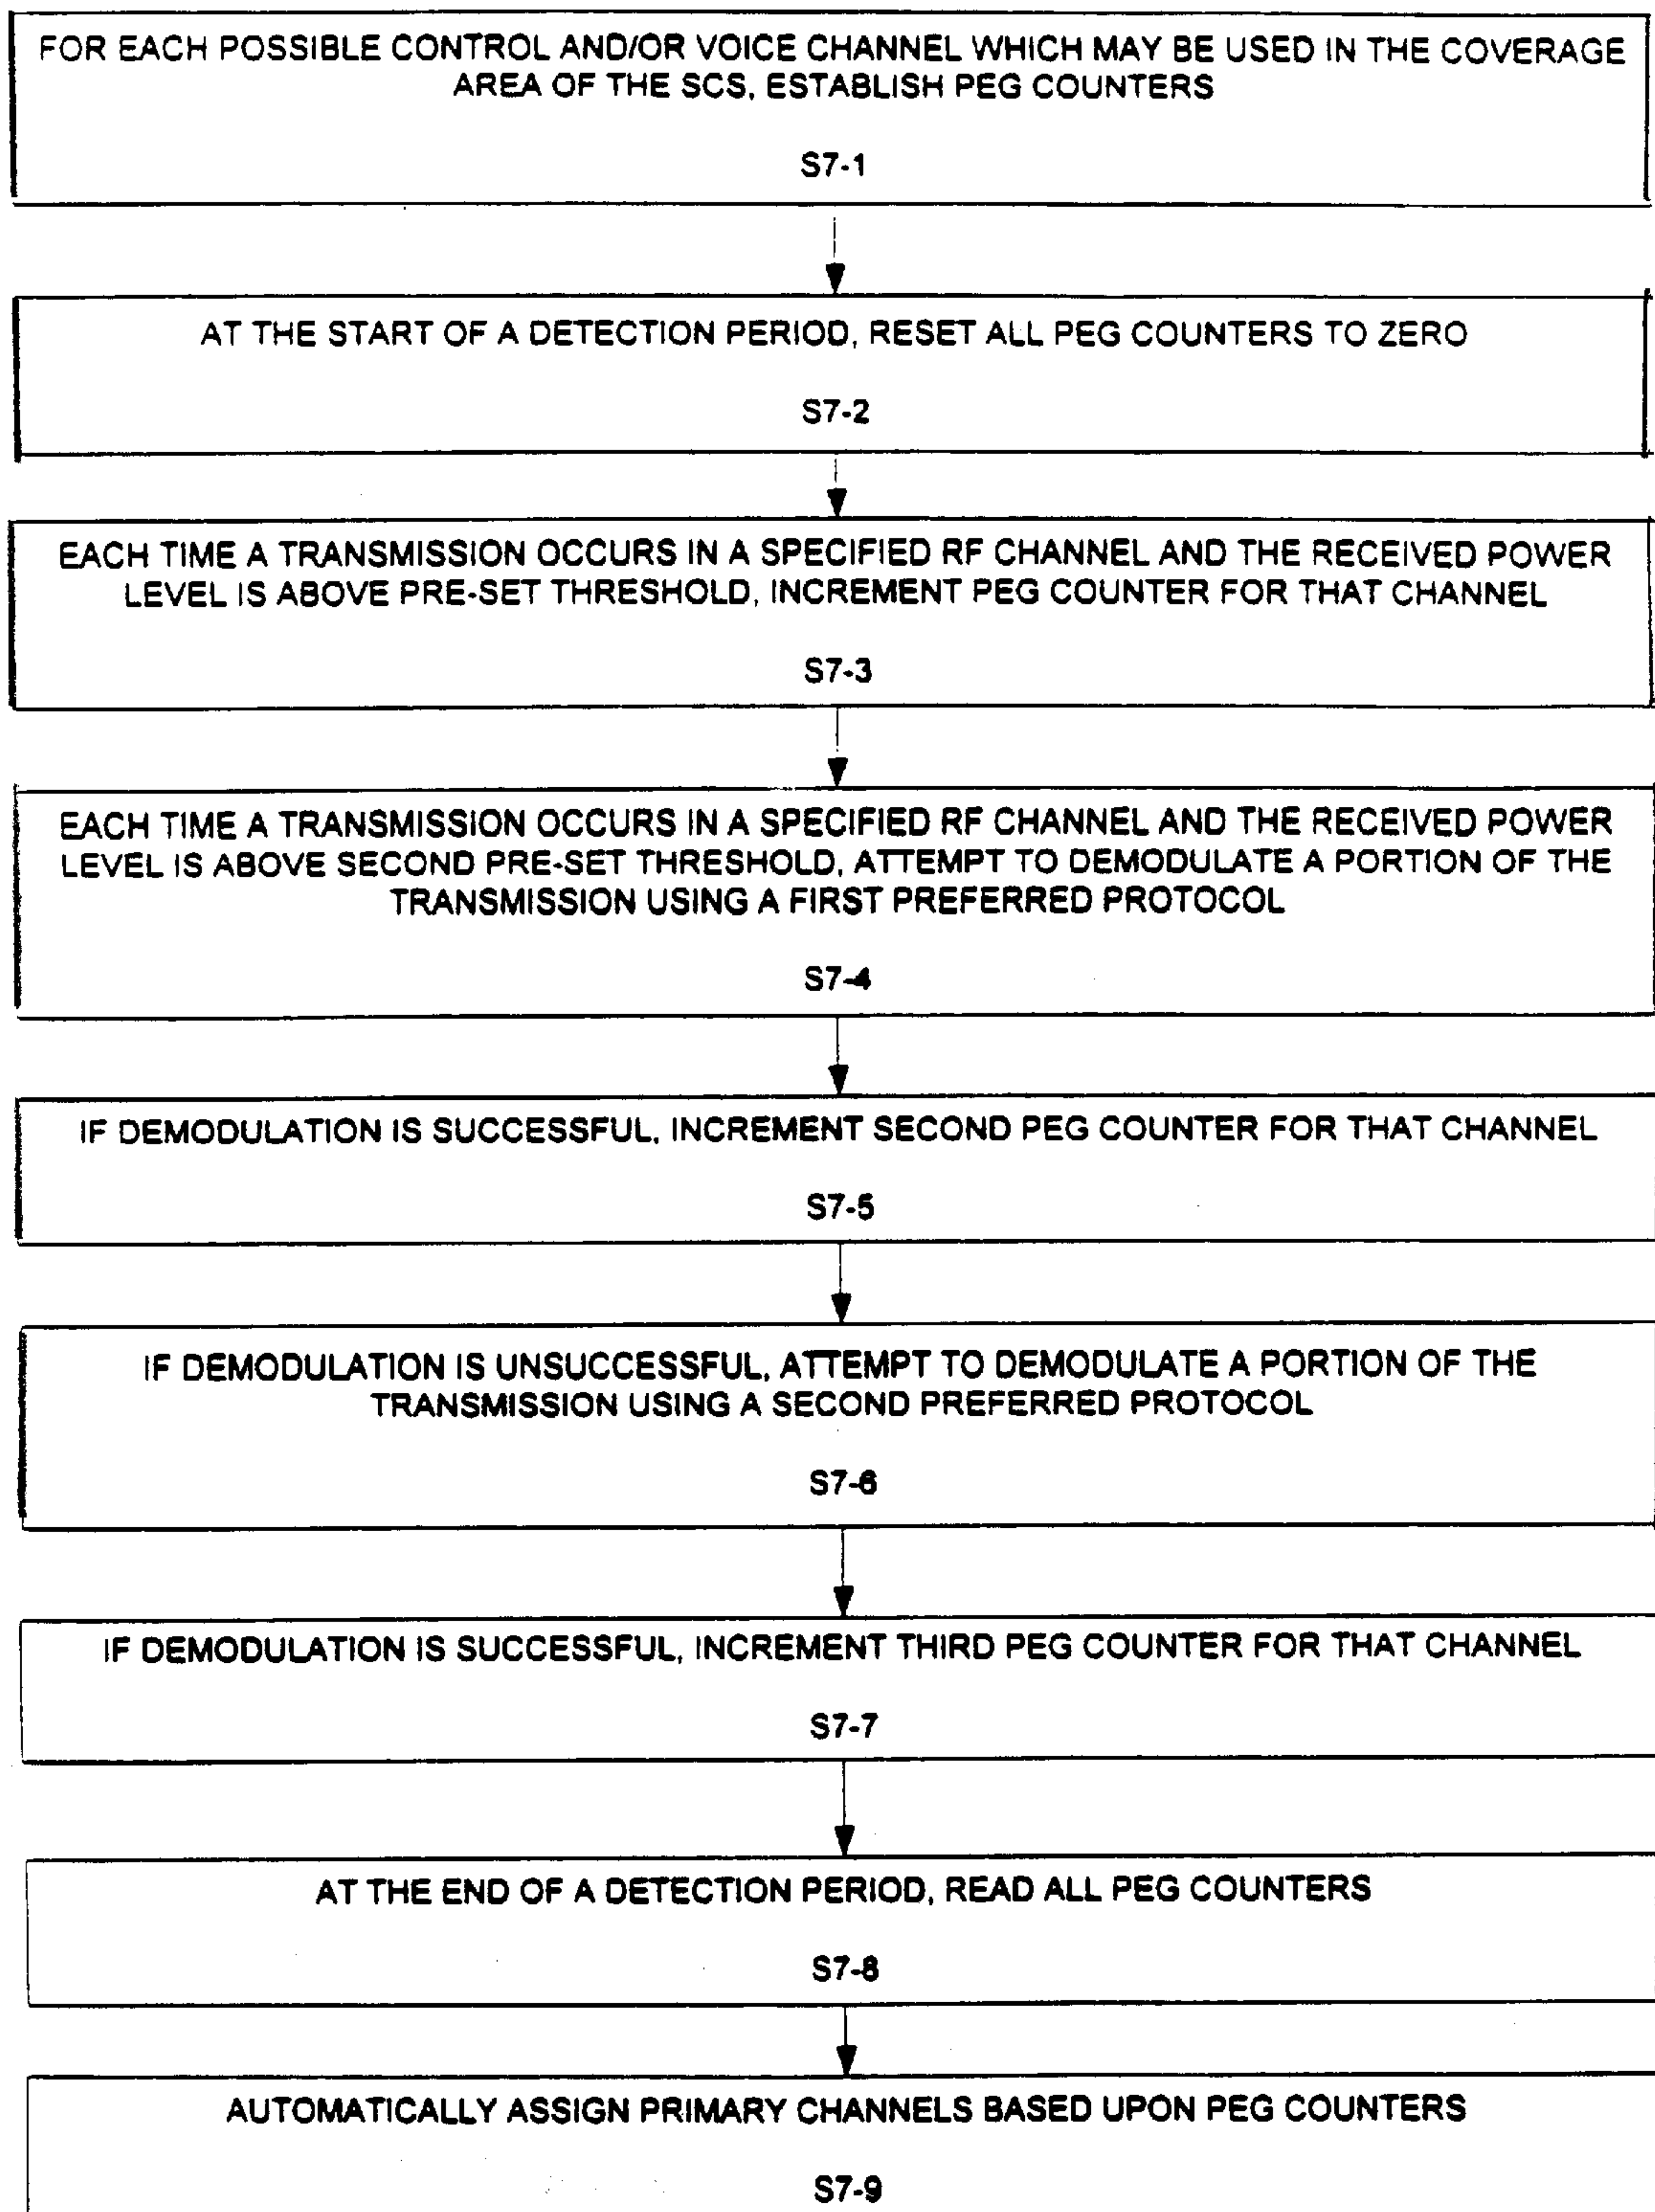 FOR EACH POSSIBLE CONTROL AND/OR VOICE CHANNEL WHICH MAY BE USED IN THE COVERAGE
AREA OF THE SCS, ESTABLISH PEG COUNTERS
S7-1
AT THE START OF A DETECTION PERIOD, RESET ALL PEG COUNTERS TO ZERO
S7-2
EACH TIME A TRANSMISSION OCCURS IN A SPECIFIED RF CHANNEL AND THE RECEIVED POWER
LEVEL IS ABOVE PRE-SET THRESHOLD, INCREMENT PEG COUNTER FOR THAT CHANNEL
S7-3
EACH TIME A TRANSMISSION OCCURS IN A SPECIFIED RF CHANNEL AND THE RECEIVED POWER
LEVEL IS ABOVE SECOND PRE-SET THRESHOLD, ATTEMPT TO DEMODULATE A PORTION OF THE
TRANSMISSION USING A FIRST PREFERRED PROTOCOL
S7-4
IF DEMODULATION IS SUCCESSFUL, INCREMENT SECOND PEG COUNTER FOR THAT CHANNEL
S7-5
IF DEMODULATION IS UNSUCCESSFUL, ATTEMPT TO DEMODULATE A PORTION OF THE
TRANSMISSION USING A SECOND PREFERRED PROTOCOL
S7-6
IF DEMODULATION IS SUCCESSFUL, INCREMENT THIRD PEG COUNTER FOR THAT CHANNEL
S7-7
AT THE END OF A DETECTION PERIOD, READ ALL PEG COUNTERS
S7-8
AUTOMATICALLY ASSIGN PRIMARY CHANNELS BASED UPON PEG COUNTERS
S7-9